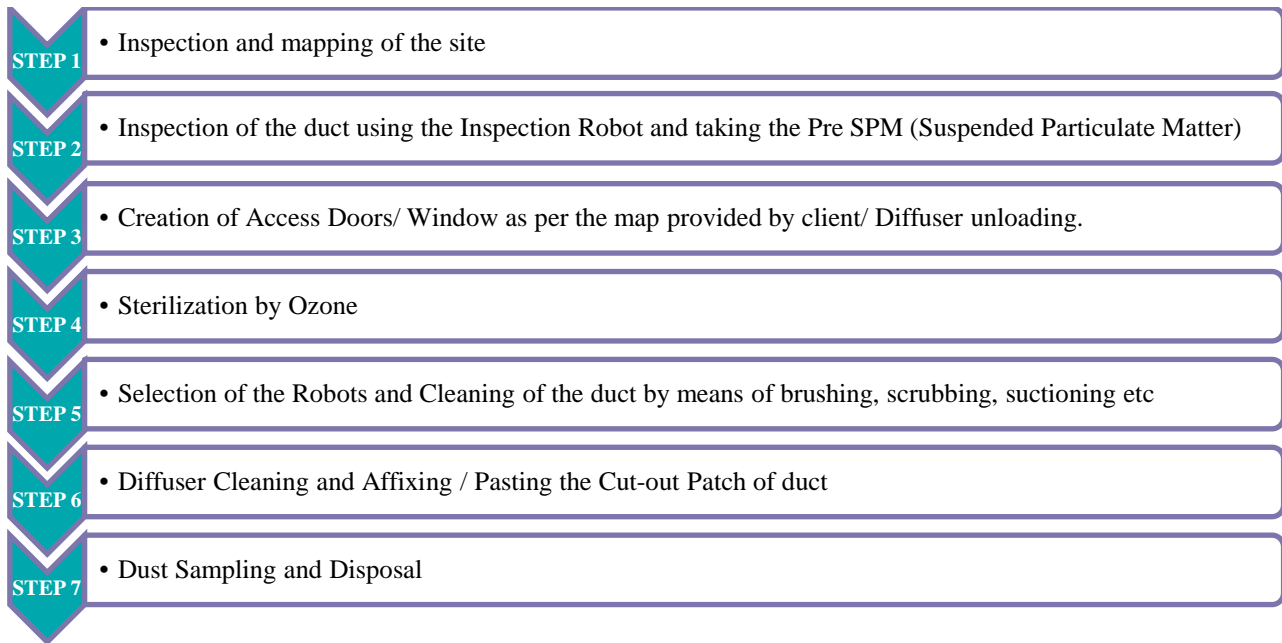 STEP 1
• Inspection and mapping of the site
STEP 2
• Inspection of the duct using the Inspection Robot and taking the Pre SPM (Suspended Particulate Matter)
STEP 3
• Creation of Access Doors/ Window as per the map provided by client/ Diffuser unloading.
STEP 4
• Sterilization by Ozone
STEP 5
• Selection of the Robots and Cleaning of the duct by means of brushing, scrubbing, suctioning etc
STEP 6
• Diffuser Cleaning and Affixing / Pasting the Cut-out Patch of duct
STEP 7
• Dust Sampling and Disposal